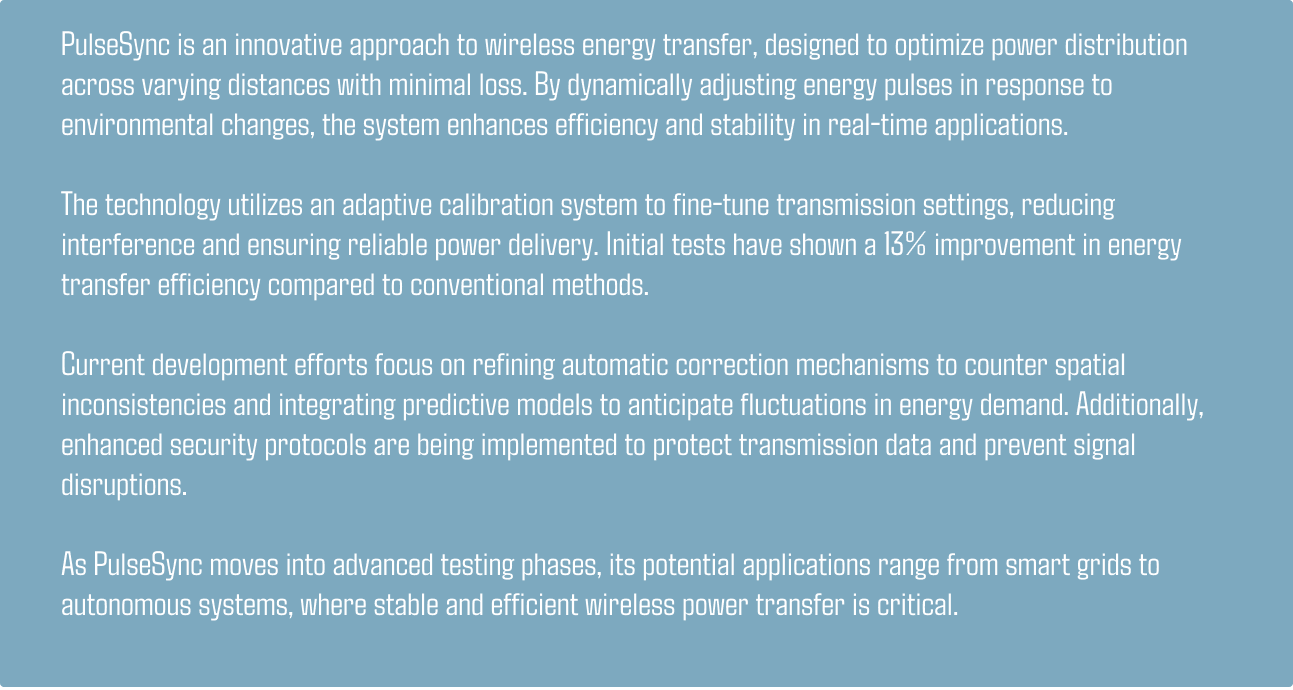 PulseSync is an innovative approach to wireless energy transfer, designed to optimize power distribution
across varying distances with minimal loss. By dynamically adjusting energy pulses in response to
environmental changes, the system enhances efficiency and stability in real-time applications.
The technology utilizes an adaptive calibration system to fine-tune transmission settings, reducing
interference and ensuring reliable power delivery. Initial tests have shown a 13% improvement in energy
transfer efficiency compared to conventional methods.
Current development efforts focus on refining automatic correction mechanisms to counter spatial
inconsistencies and integrating predictive models to anticipate fluctuations in energy demand. Additionally,
enhanced security protocols are being implemented to protect transmission data and prevent signal
disruptions.
As PulseSync moves into advanced testing phases, its potential applications range from smart grids to
autonomous systems, where stable and efficient wireless power transfer is critical.